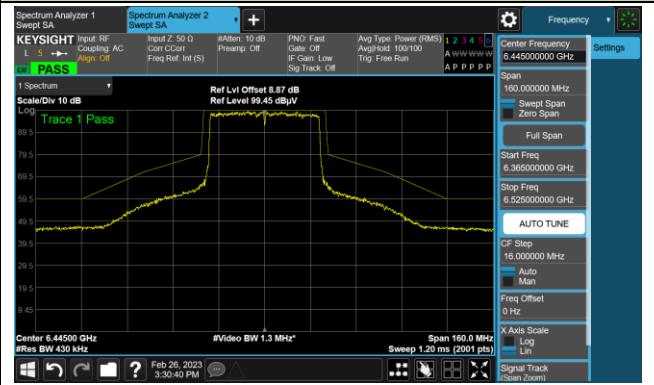 Spectrum Analyzer 1
Swept SA
Spectrum Analyzer 2
Swept SA
Frequency
KEYSIGHT
L S
LNI PASS
Input: RF
Coupling: AC
Align: Off
Input Z: 50 Ω
Corr CCorr
Freq Ref: Int (S)
#Atten: 10 dB
Preamp: Off
PNO: Fast
Gate: Off
IF Gain: Low
Sig Track: Off
Avg Type: Power (RMS)
Avg|Hold: 100/100
Trig: Free Run
1 2 3 4 5 6
A W W W W W
A P P P P P
1 Spectrum
Scale/Div 10 dB
Ref Lvl Offset 8.87 dB
Ref Level 99.45 dBµV
Log
Trace 1 Pass
89.5
79.5
69.5
59.5
49.5
39.5
29.5
19.5
9.45
Center 6.44500 GHz
#Res BW 430 kHz
#Video BW 1.3 MHz*
Span 160.0 MHz
Sweep 1.20 ms (2001 pts)
Feb 26, 2023
3:30:40 PM
Center Frequency
6.445000000 GHz
Settings
Span
160.000000 MHz
Swept Span
Zero Span
Full Span
Start Freq
6.365000000 GHz
Stop Freq
6.525000000 GHz
AUTO TUNE
CF Step
16.000000 MHz
Auto
Man
Freq Offset
0 Hz
X Axis Scale
Log
Lin
Signal Track
(Span Zoom)